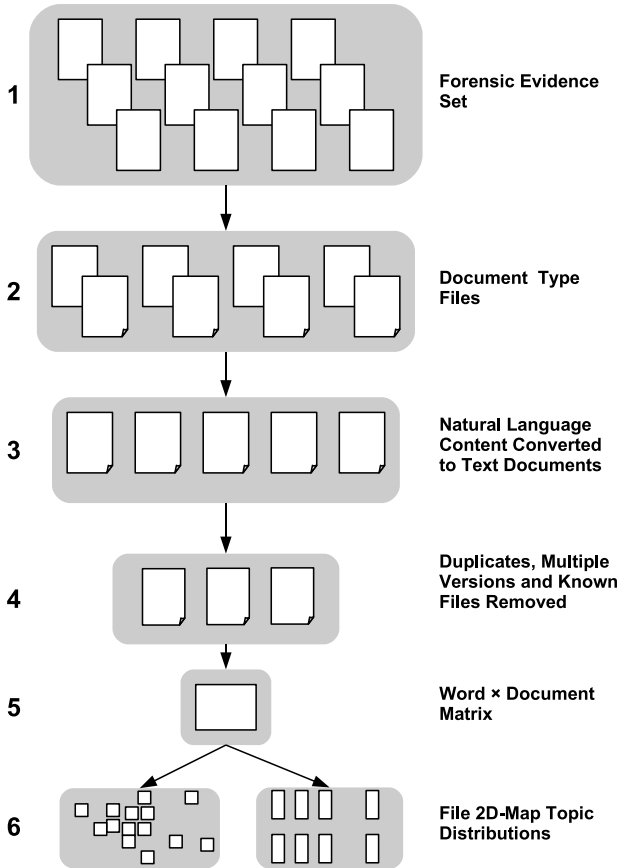 1
Forensic Evidence
Set
2
Document Type
Files
3
Natural Language
Content Converted
to Text Documents
4
Duplicates, Multiple
Versions and Known
Files Removed
5
Word × Document
Matrix
6
File 2D-Map Topic
Distributions